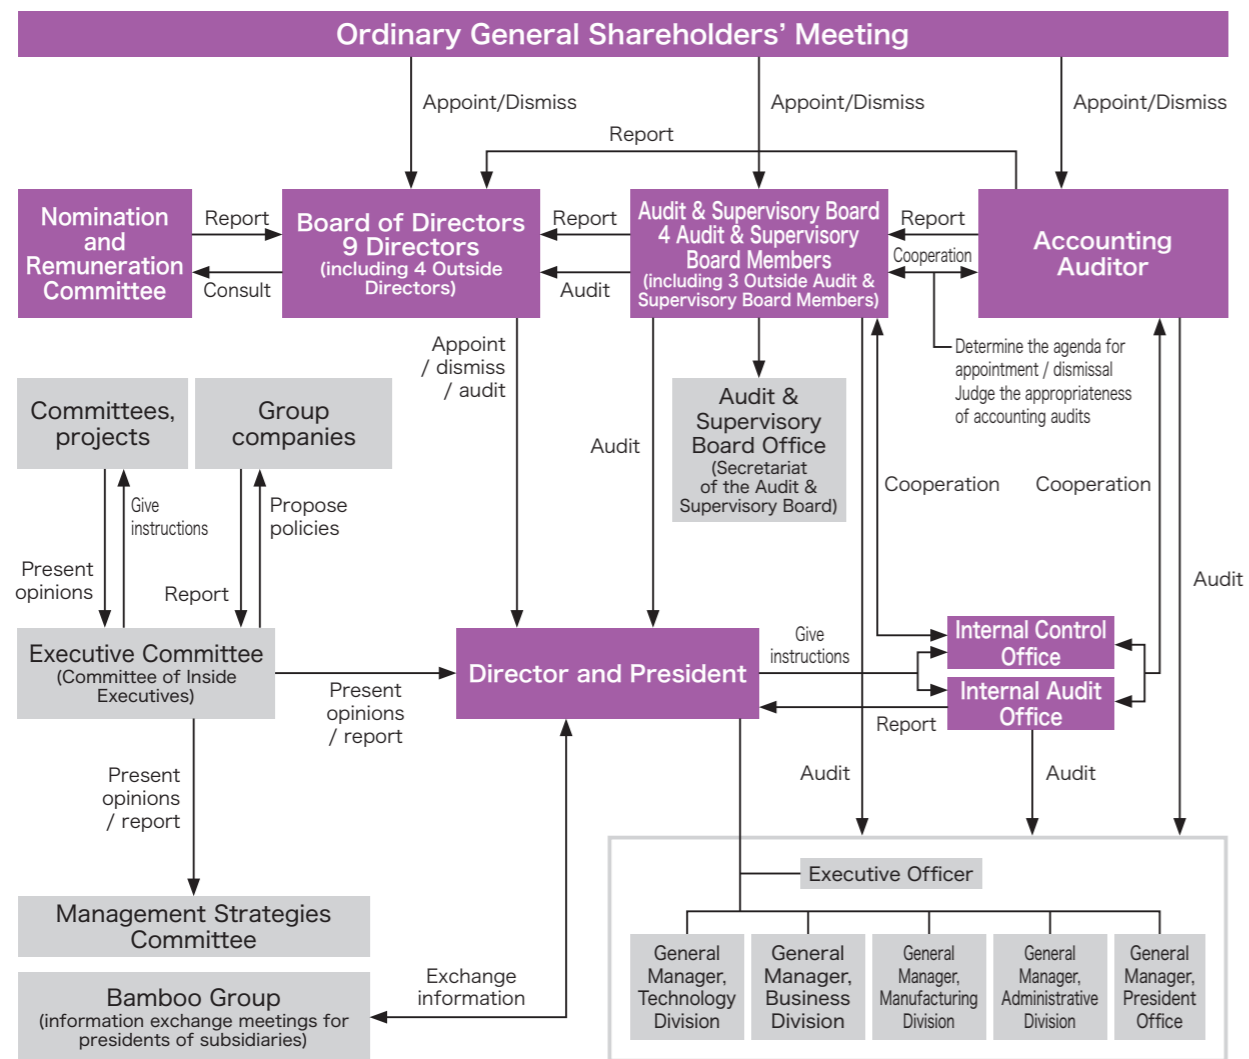 Ordinary General Shareholders’ Meeting
Appoint/Dismiss
Appoint/Dismiss
Appoint/Dismiss
Report
Nomination
and
Remuneration
Committee
Report
Consult
Board of Directors
9 Directors
(including 4 Outside
Directors)
Report
Audit
Audit & Supervisory Board
4 Audit & Supervisory
Board Members
(including 3 Outside Audit &
Supervisory Board Members)
Report
Cooperation
Accounting
Auditor
Determine the agenda for
appointment / dismissal
Judge the appropriateness
of accounting audits
Appoint
/ dismiss
/ audit
Committees,
projects
Group
companies
Audit &
Supervisory
Board Office
(Secretariat
of the Audit &
Supervisory Board)
Audit
Cooperation
Cooperation
Give
instructions
Propose
policies
Present
opinions
Report
Audit
Executive Committee
(Committee of Inside
Executives)
Present
opinions
/ report
Director and President
Give
instructions
Internal Control
Office
Internal Audit
Office
Report
Present
opinions
/ report
Audit
Audit
Executive Officer
Management Strategies
Committee
General
Manager,
Technology
Division
General
Manager,
Business
Division
General
Manager,
Manufacturing
Division
General
Manager,
Administrative
Division
General
Manager,
President
Office
Exchange
information
Bamboo Group
(information exchange meetings for
presidents of subsidiaries)